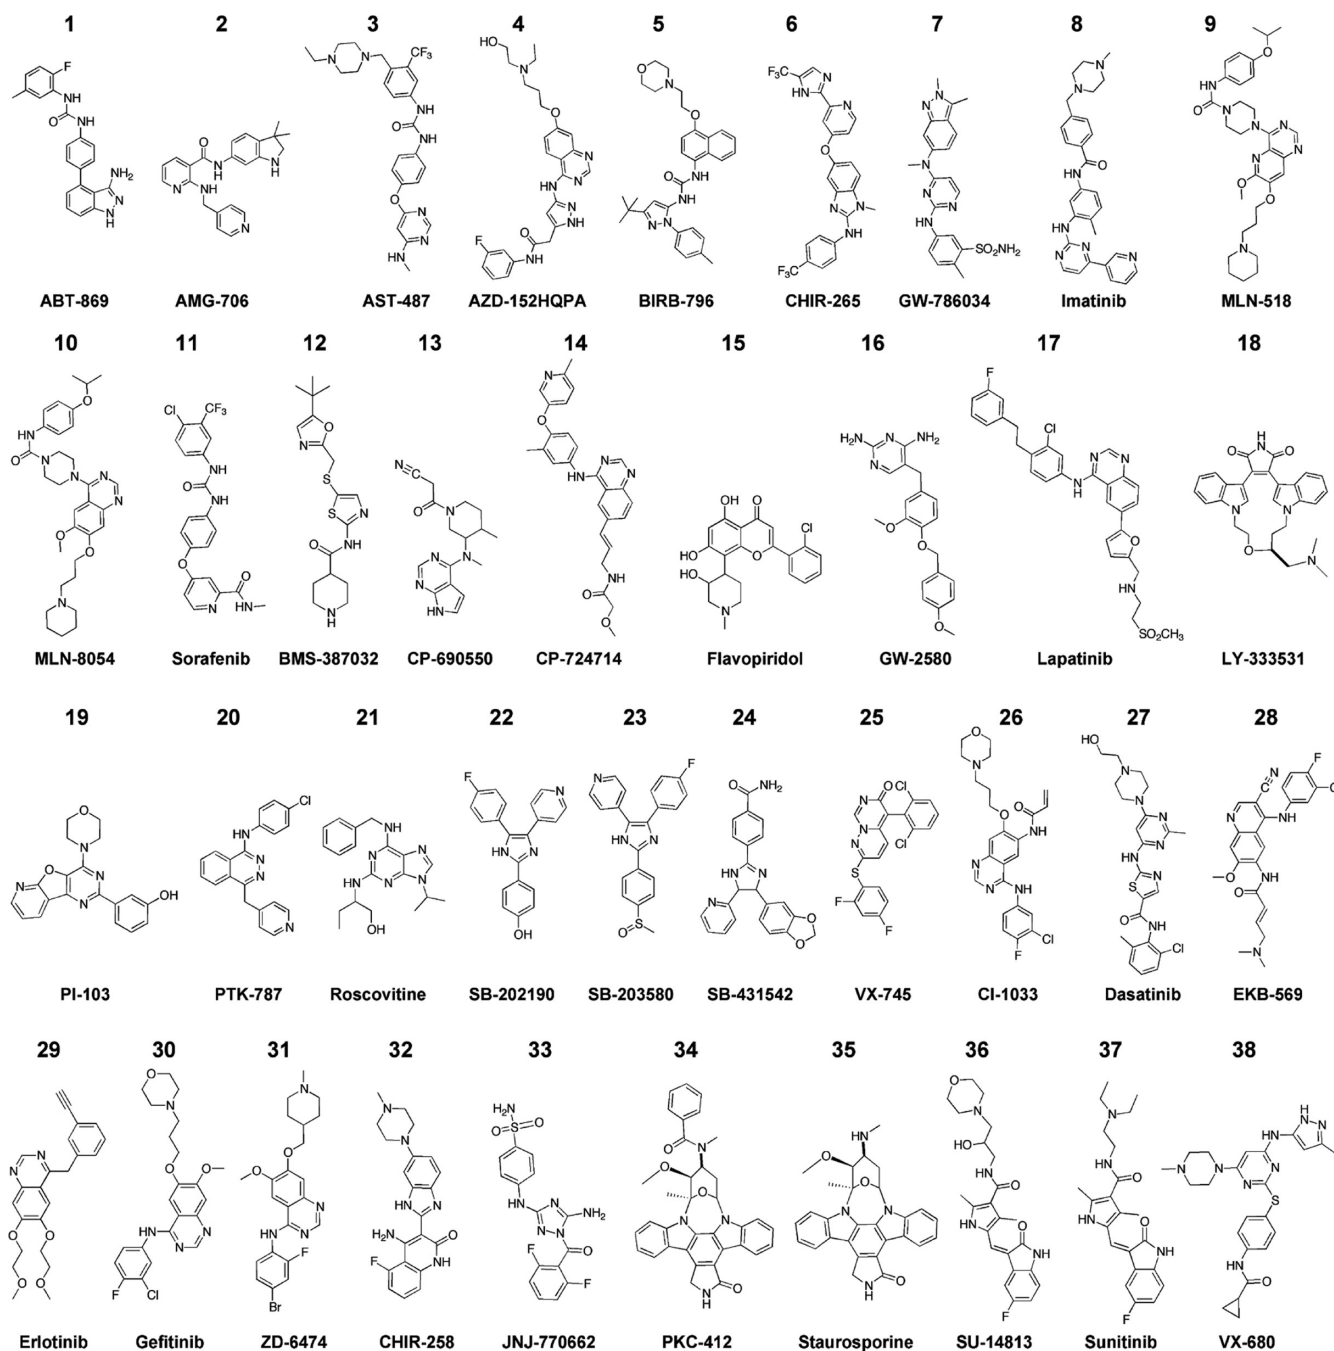 1 2 3 4 5 6 7 8 9
ABT-869 AMG-706 AST-487 AZD-152HQPA BIRB-796 CHIR-265 GW-786034 Imatinib MLN-518
10 11 12 13 14 15 16 17 18
MLN-8054 Sorafenib BMS-387032 CP-690550 CP-724714 Flavopiridol GW-2580 Lapatinib LY-333531
19 20 21 22 23 24 25 26 27 28
PI-103 PTK-787 Roscovitine SB-202190 SB-203580 SB-431542 VX-745 CI-1033 Dasatinib EKB-569
29 30 31 32 33 34 35 36 37 38
Erlotinib Gefitinib ZD-6474 CHIR-258 JNJ-770662 PKC-412 Staurosporine SU-14813 Sunitinib VX-680